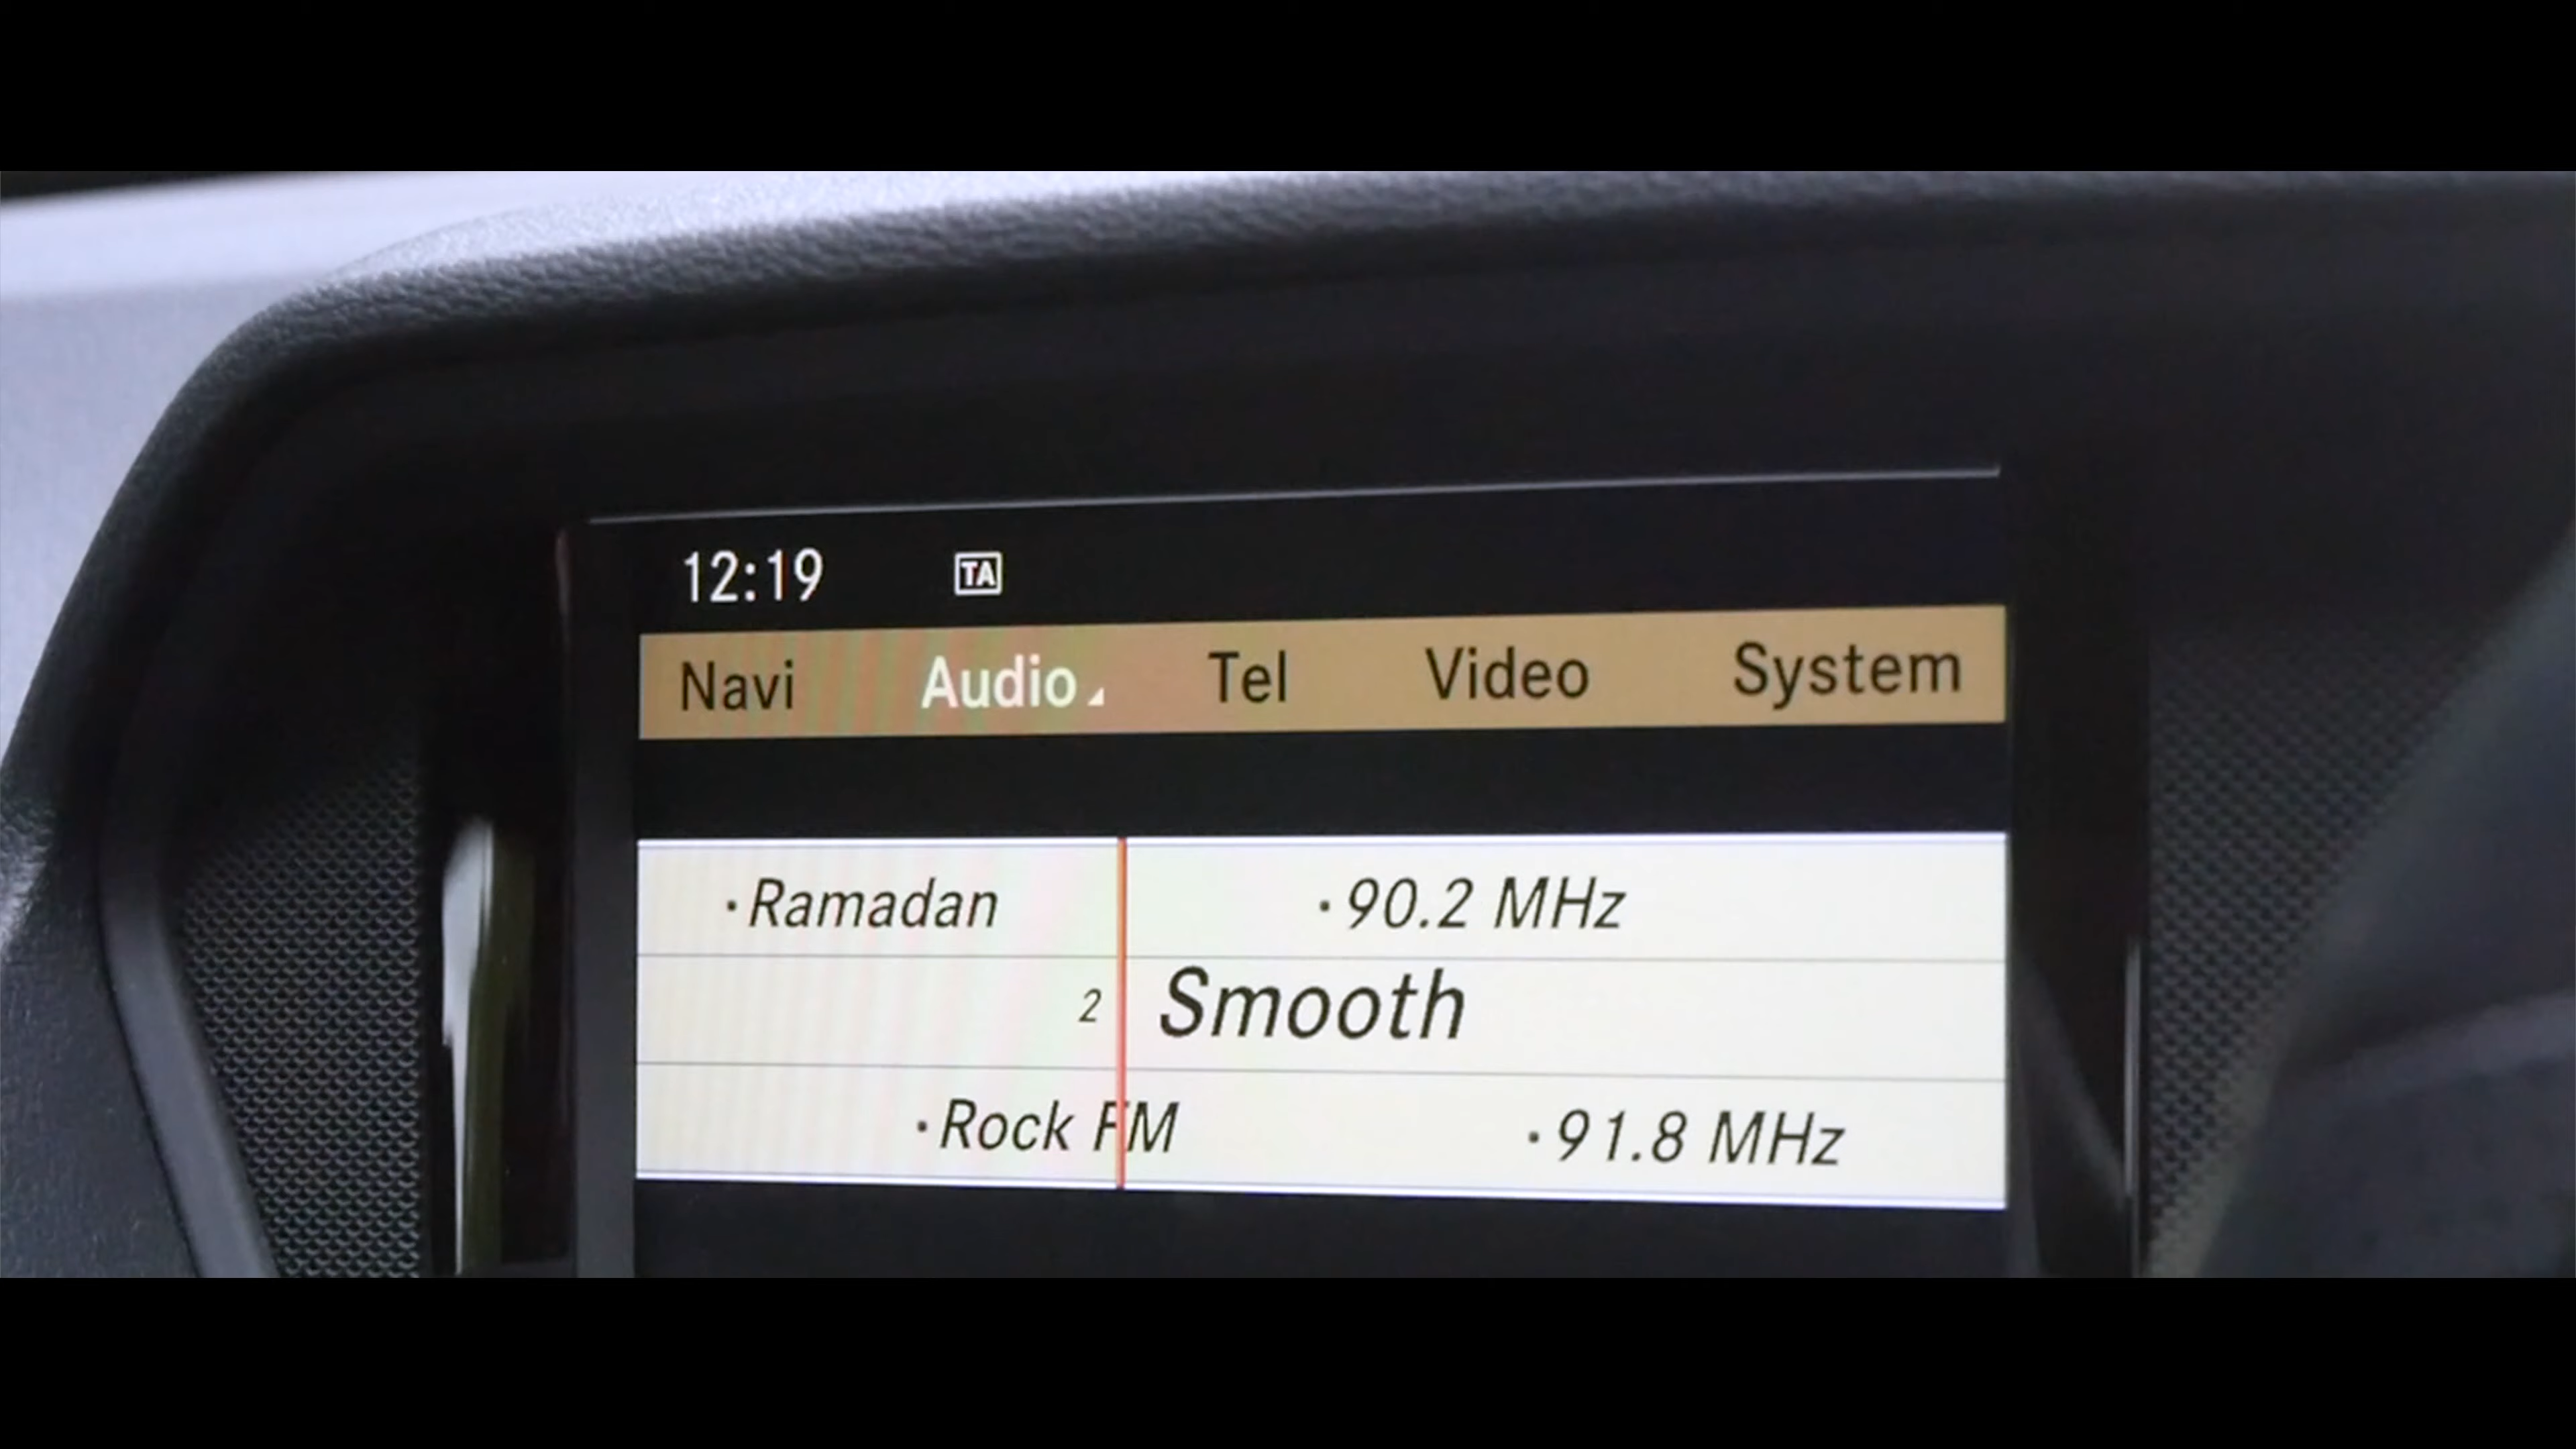 12:19 TA
Navi Audio Tel Video System
·Ramadan ·90.2 MHz
2 Smooth
·Rock FM ·91.8 MHz